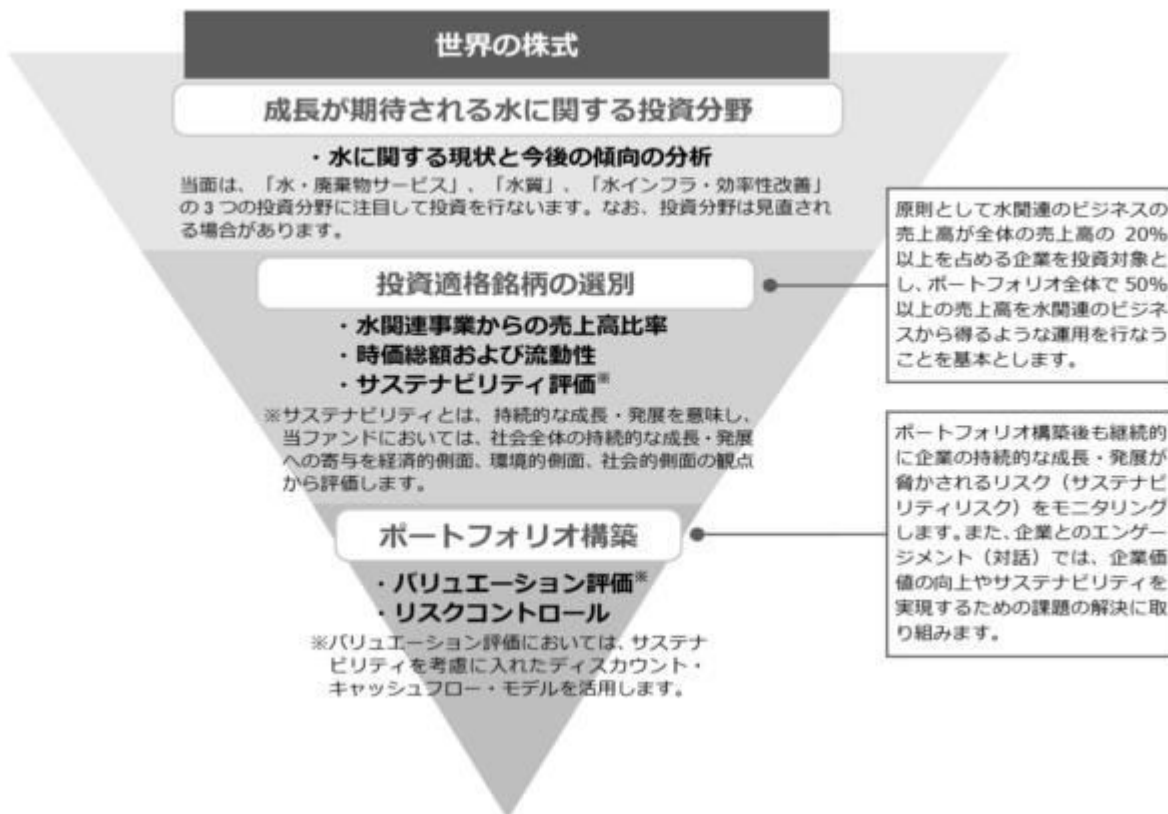 世界の株式
成長が期待される水に関する投資分野
・水に関する現状と今後の傾向の分析
当面は、「水・廃棄物サービス」、「水質」、「水インフラ・効率性改善」
の3つの投資分野に注目して投資を行ないます。なお、投資分野は見直され
る場合があります。
投資適格銘柄の選別
・水関連事業からの売上高比率
・時価総額および流動性
・サステナビリティ評価※
※サステナビリティとは、持続的な成長・発展を意味し、
当ファンドにおいては、社会全体の持続的な成長・発展
への寄与を経済的側面、環境的側面、社会的側面の観点
から評価します。
原則として水関連のビジネスの
売上高が全体の売上高の 20%
以上を占める企業を投資対象と
し、ポートフォリオ全体で 50%
以上の売上高を水関連のビジネ
スから得るような運用を行なう
ことを基本とします。
ポートフォリオ構築
・バリュエーション評価※
・リスクコントロール
※バリュエーション評価においては、サステナ
ビリティを考慮に入れたディスカウント・
キャッシュフロー・モデルを活用します。
ポートフォリオ構築後も継続的
に企業の持続的な成長・発展が
脅かされるリスク（サステナビ
リティリスク）をモニタリング
します。また、企業とのエンゲー
ジメント（対話）では、企業価
値の向上やサステナビリティを
実現するための課題の解決に取
り組みます。